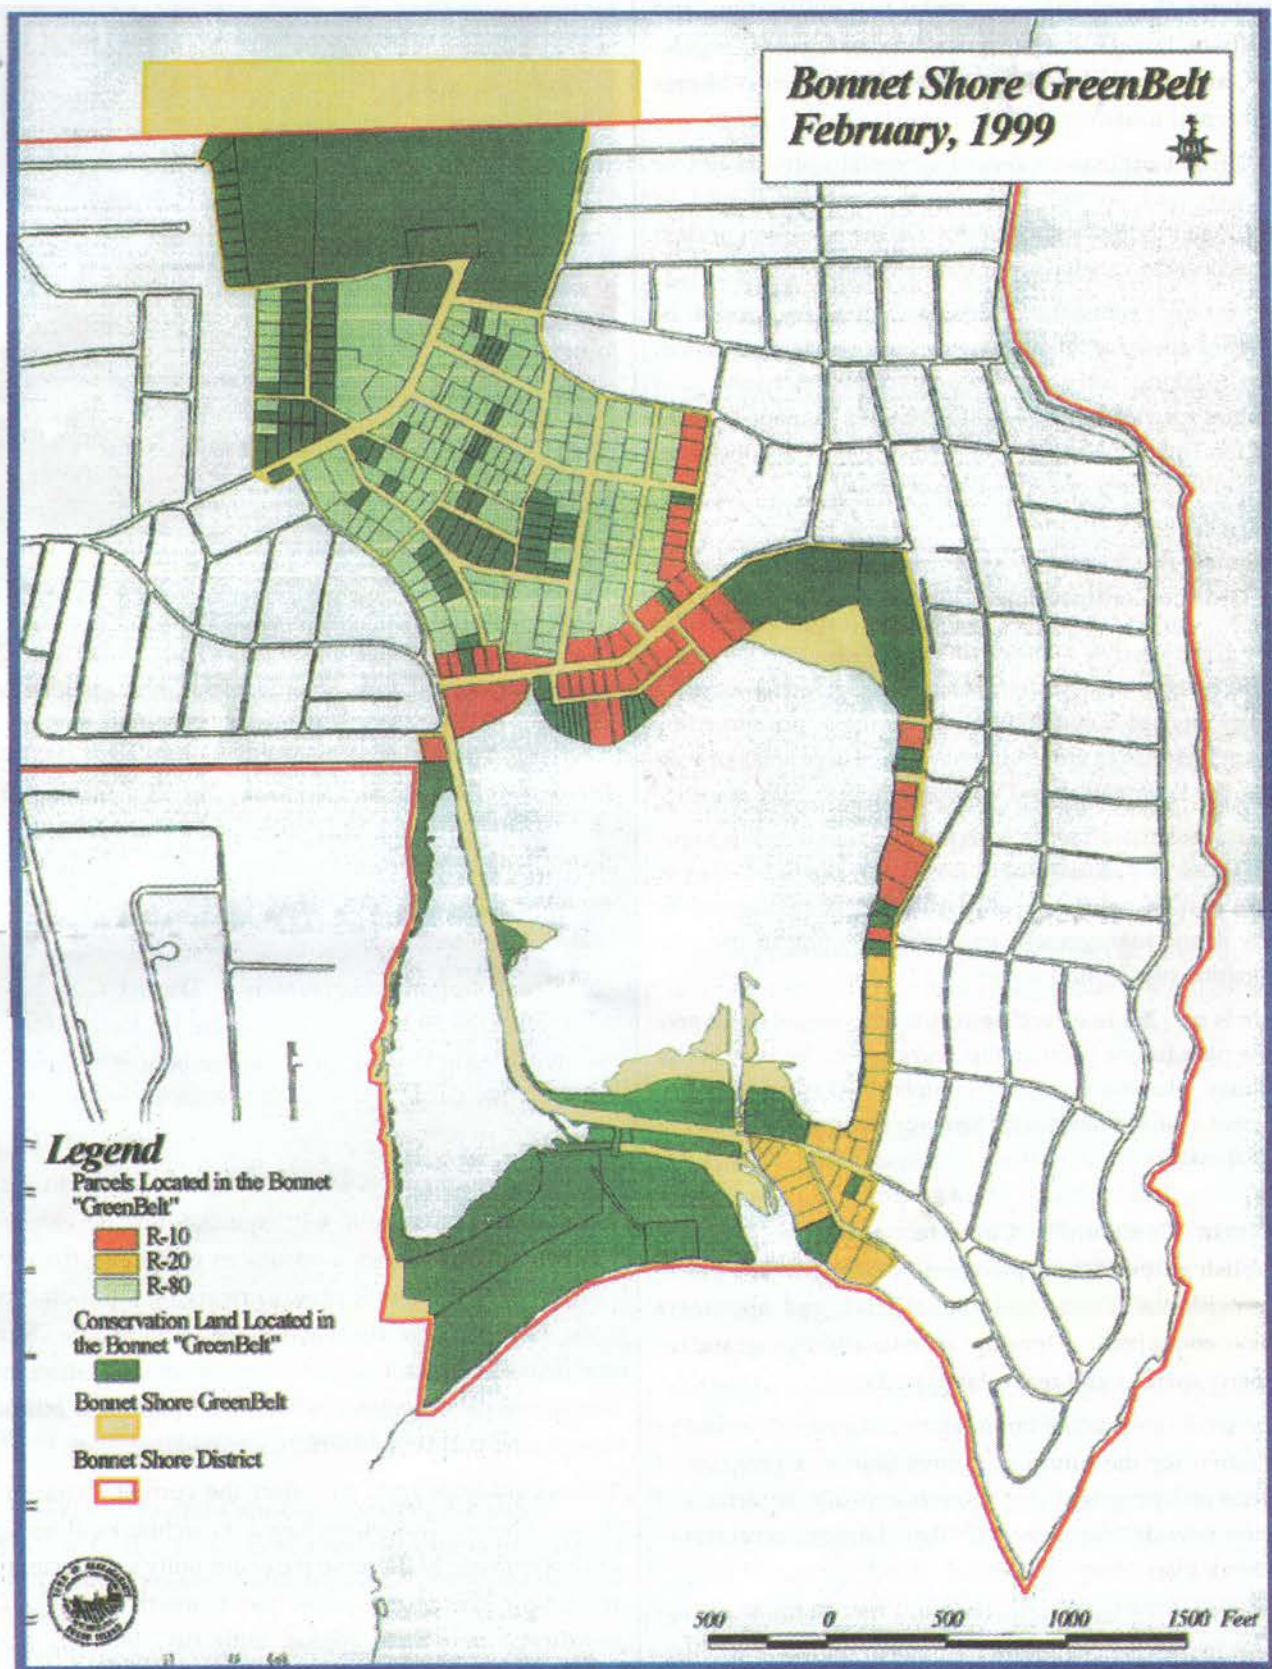 Bonnet Shore GreenBelt
February, 1999
Legend
Parcels Located in the Bonnet
"GreenBelt"
R-10
R-20
R-80
Conservation Land Located in
the Bonnet "GreenBelt"
Bonnet Shore GreenBelt
Bonnet Shore District
500 0 500 1000 1500 Feet